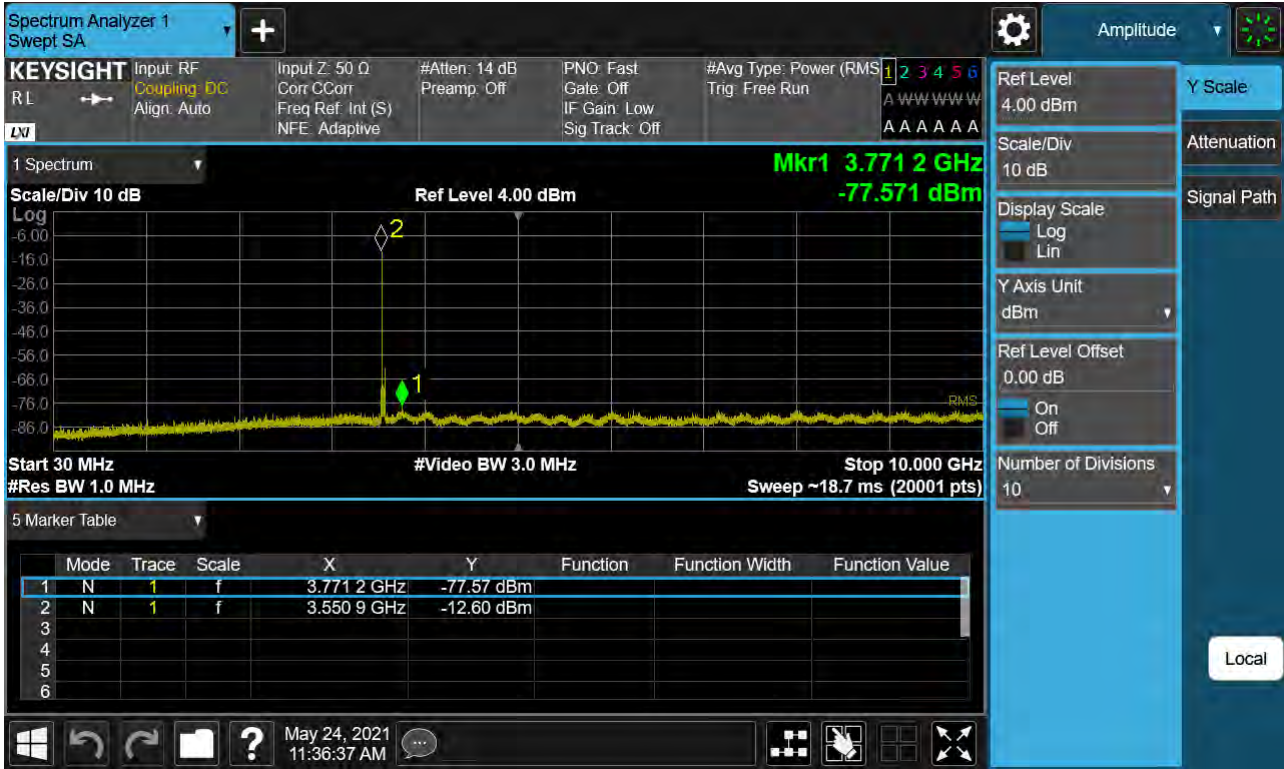 Spectrum Analyzer 1
Swept SA
Amplitude
KEYSIGHT
R L
LXI
Input: RF
Coupling: DC
Align: Auto
Input Z: 50 Ω
Corr CCorr
Freq Ref: Int (S)
NFE: Adaptive
#Atten: 14 dB
Preamp: Off
PNO: Fast
Gate: Off
IF Gain: Low
Sig Track: Off
#Avg Type: Power (RMS
Trig: Free Run
1 2 3 4 5 6
A W W W W W
A A A A A A
1 Spectrum
Mkr1 3.771 2 GHz
Scale/Div 10 dB
Ref Level 4.00 dBm
-77.571 dBm
Log
-6.00
-16.0
-26.0
-36.0
-46.0
-56.0
-66.0
-76.0
-86.0
2
1
RMS
Start 30 MHz
#Video BW 3.0 MHz
Stop 10.000 GHz
#Res BW 1.0 MHz
Sweep ~18.7 ms (20001 pts)
5 Marker Table
Mode Trace Scale X Y Function Function Width Function Value
1 N 1 f 3.771 2 GHz -77.57 dBm
2 N 1 f 3.550 9 GHz -12.60 dBm
3
4
5
6
?
May 24, 2021
11:36:37 AM
Ref Level
4.00 dBm
Scale/Div
10 dB
Display Scale
Log
Lin
Y Axis Unit
dBm
Ref Level Offset
0.00 dB
On
Off
Number of Divisions
10
Y Scale
Attenuation
Signal Path
Local